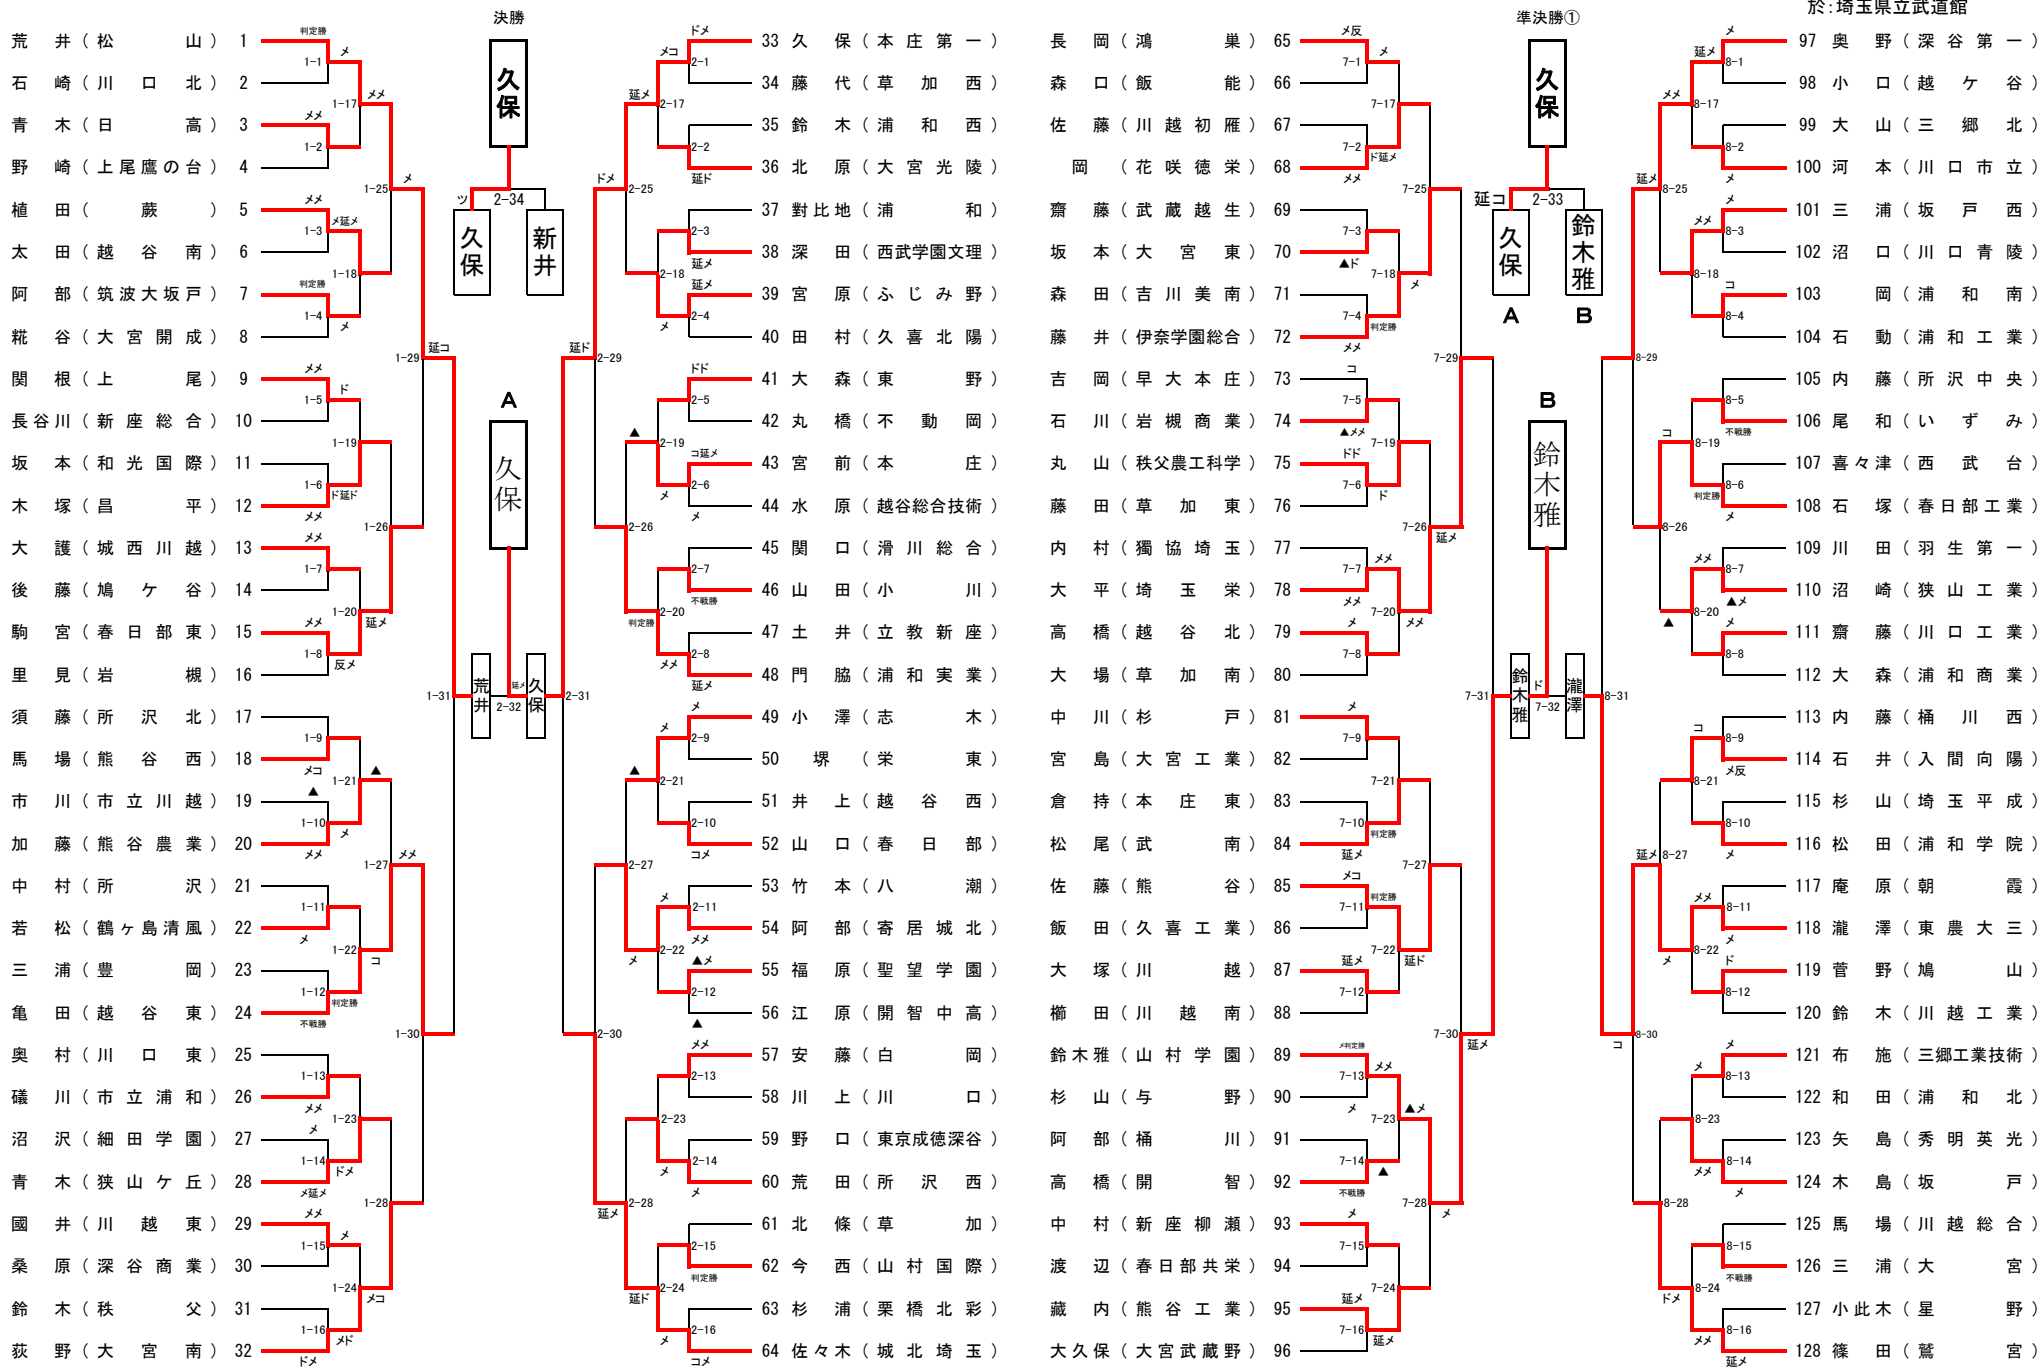 決勝
準決勝①
於:埼玉県立武道館
荒井(松山) 1
石崎(川口北) 2
青木(日高) 3
野崎(上尾鷹の台) 4
植田(蕨) 5
太田(越谷南) 6
阿部(筑波大坂戸) 7
糀谷(大宮開成) 8
関根(上尾) 9
長谷川(新座総合) 10
坂本(和光国際) 11
木塚(昌平) 12
大護(城西川越) 13
後藤(鳩ケ谷) 14
駒宮(春日部東) 15
里見(岩槻) 16
須藤(所沢北) 17
馬場(熊谷西) 18
市川(市立川越) 19
加藤(熊谷農業) 20
中村(所沢) 21
若松(鶴ヶ島清風) 22
三浦(豊岡) 23
亀田(越谷東) 24
奥村(川口東) 25
礒川(市立浦和) 26
沼沢(細田学園) 27
青木(狭山ケ丘) 28
國井(川越東) 29
桑原(深谷商業) 30
鈴木(秩父) 31
荻野(大宮南) 32
33 久保(本庄第一)
34 藤代(草加西)
35 鈴木(浦和西)
36 北原(大宮光陵)
37 對比地(浦和)
38 深田(西武学園文理)
39 宮原(ふじみ野)
40 田村(久喜北陽)
41 大森(東野)
42 丸橋(不動岡)
43 宮前(本庄)
44 水原(越谷総合技術)
45 関口(滑川総合)
46 山田(小川)
47 土井(立教新座)
48 門脇(浦和実業)
49 小澤(志木)
50 堺(栄東)
51 井上(越谷西)
52 山口(春日部)
53 竹本(八潮)
54 阿部(寄居城北)
55 福原(聖望学園)
56 江原(開智中高)
57 安藤(白岡)
58 川上(川口)
59 野口(東京成徳深谷)
60 荒田(所沢西)
61 北條(草加)
62 今西(山村国際)
63 杉浦(栗橋北彩)
64 佐々木(城北埼玉)
長岡(鴻巣) 65
森口(飯能) 66
佐藤(川越初雁) 67
岡(花咲徳栄) 68
齋藤(武蔵越生) 69
坂本(大宮東) 70
森田(吉川美南) 71
藤井(伊奈学園総合) 72
吉岡(早大本庄) 73
石川(岩槻商業) 74
丸山(秩父農工科学) 75
藤田(草加東) 76
内村(獨協埼玉) 77
大平(埼玉栄) 78
高橋(越谷北) 79
大場(草加南) 80
中川(杉戸) 81
宮島(大宮工業) 82
倉持(本庄東) 83
松尾(武南) 84
佐藤(熊谷) 85
飯田(久喜工業) 86
大塚(川越) 87
櫛田(川越南) 88
鈴木雅(山村学園) 89
杉山(与野) 90
阿部(桶川) 91
高橋(開智) 92
中村(新座柳瀬) 93
渡辺(春日部共栄) 94
蔵内(熊谷工業) 95
大久保(大宮武蔵野) 96
97 奥野(深谷第一)
98 小口(越ケ谷)
99 大山(三郷北)
100 河本(川口市立)
101 三浦(坂戸西)
102 沼口(川口青陵)
103 岡(浦和南)
104 石動(浦和工業)
105 内藤(所沢中央)
106 尾和(いずみ)
107 喜々津(西武台)
108 石塚(春日部工業)
109 川田(羽生第一)
110 沼崎(狭山工業)
111 齋藤(川口工業)
112 大森(浦和商業)
113 内藤(桶川西)
114 石井(入間向陽)
115 杉山(埼玉平成)
116 松田(浦和学院)
117 庵原(朝霞)
118 瀧澤(東農大三)
119 菅野(鳩山)
120 鈴木(川越工業)
121 布施(三郷工業技術)
122 和田(浦和北)
123 矢島(秀明英光)
124 木島(坂戸)
125 馬場(川越総合)
126 三浦(大宮)
127 小此木(星野)
128 篠田(鷲宮)
久保
ツ 2-34
久保
新井
A
久保
荒井
延メ
2-32
久保
久保
延コ 2-33
久保
鈴木雅
A B
B
鈴木雅
鈴木雅
ド
7-32
瀧澤